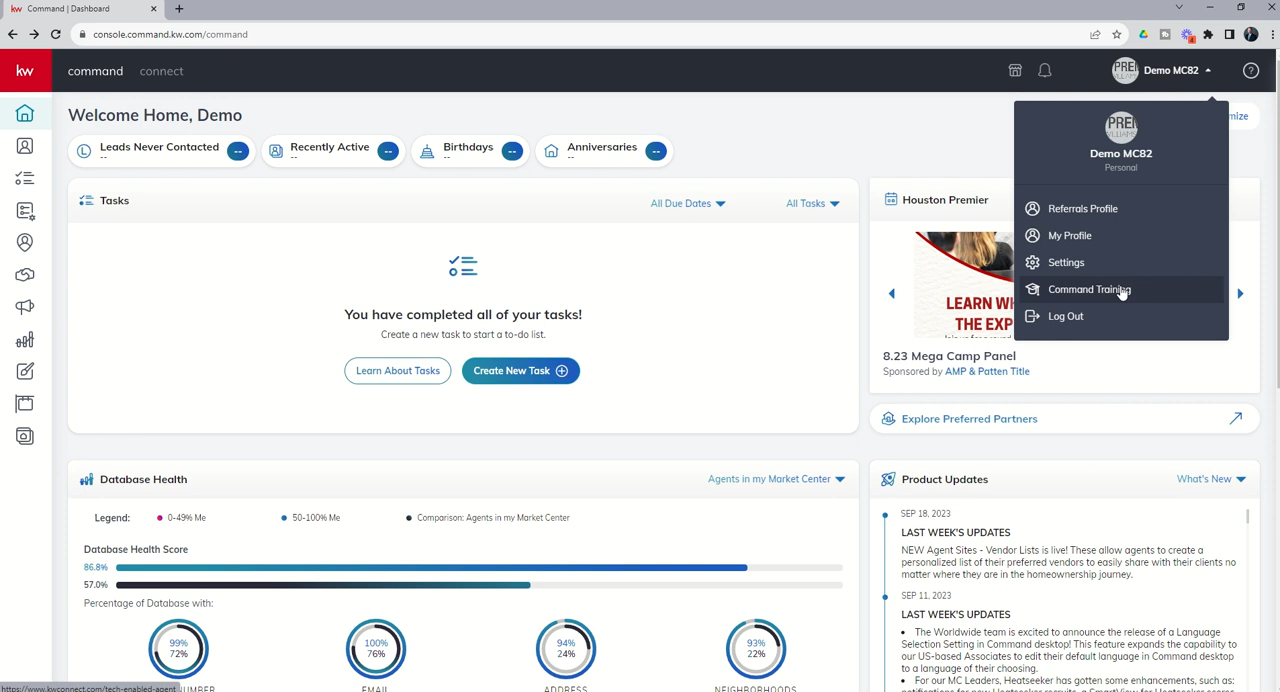 kw Command | Dashboard
console.command.kw.com/command
kw command connect
Demo MC82
Welcome Home, Demo
mize
Leads Never Contacted
--
--
Recently Active
--
--
Birthdays
--
--
Anniversaries
--
--
Demo MC82
Personal
Referrals Profile
My Profile
Settings
Command Training
Log Out
Tasks
All Due Dates
All Tasks
You have completed all of your tasks!
Create a new task to start a to-do list.
Learn About Tasks
Create New Task
Houston Premier
LEARN W
THE EXP
8.23 Mega Camp Panel
Sponsored by AMP & Patten Title
Explore Preferred Partners
Database Health
Agents in my Market Center
Legend:
0-49% Me
50-100% Me
Comparison: Agents in my Market Center
Database Health Score
86.8%
57.0%
Percentage of Database with:
99%
72%
100%
76%
EMAIL
94%
24%
ADDRESS
93%
22%
NEIGHBORHOODS
Product Updates
What's New
SEP 18, 2023
LAST WEEK'S UPDATES
NEW Agent Sites - Vendor Lists is live! These allow agents to create a
personalized list of their preferred vendors to easily share with their clients no
matter where they are in the homeownership journey.
SEP 11, 2023
LAST WEEK'S UPDATES
• The Worldwide team is excited to announce the release of a Language
Selection Setting in Command desktop! This feature expands the capability to
our US-based Associates to edit their default language in Command desktop
to a language of their choosing.
• For our MC Leaders, Heatseeker has gotten some enhancements, such as:
https://www.kwconnect.com/tech-enabled-agent